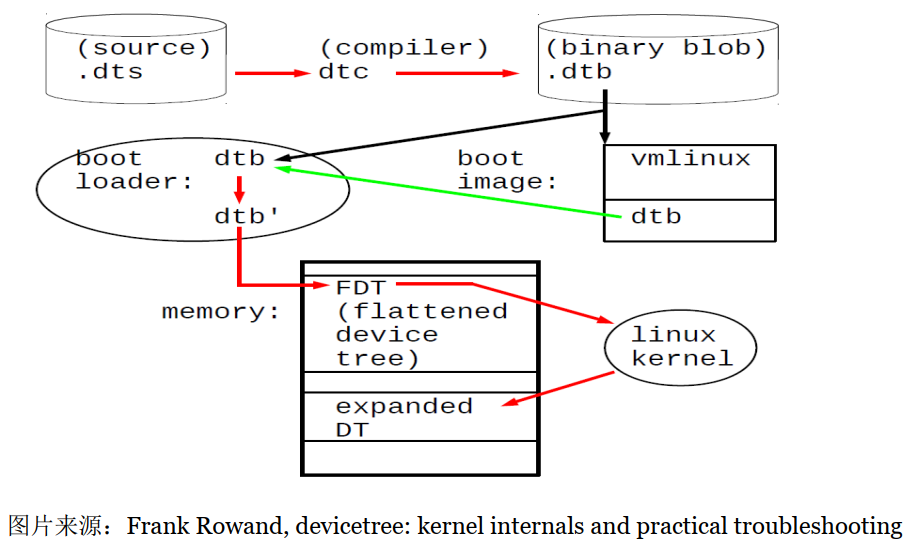 (source)
.dts
(compiler)
dtc
(binary blob)
.dtb
boot
loader:
dtb
dtb'
boot
image:
vmlinux
dtb
memory:
FDT
(flattened
device
tree)
expanded
DT
linux
kernel
图片来源：Frank Rowand, devicetree: kernel internals and practical troubleshooting